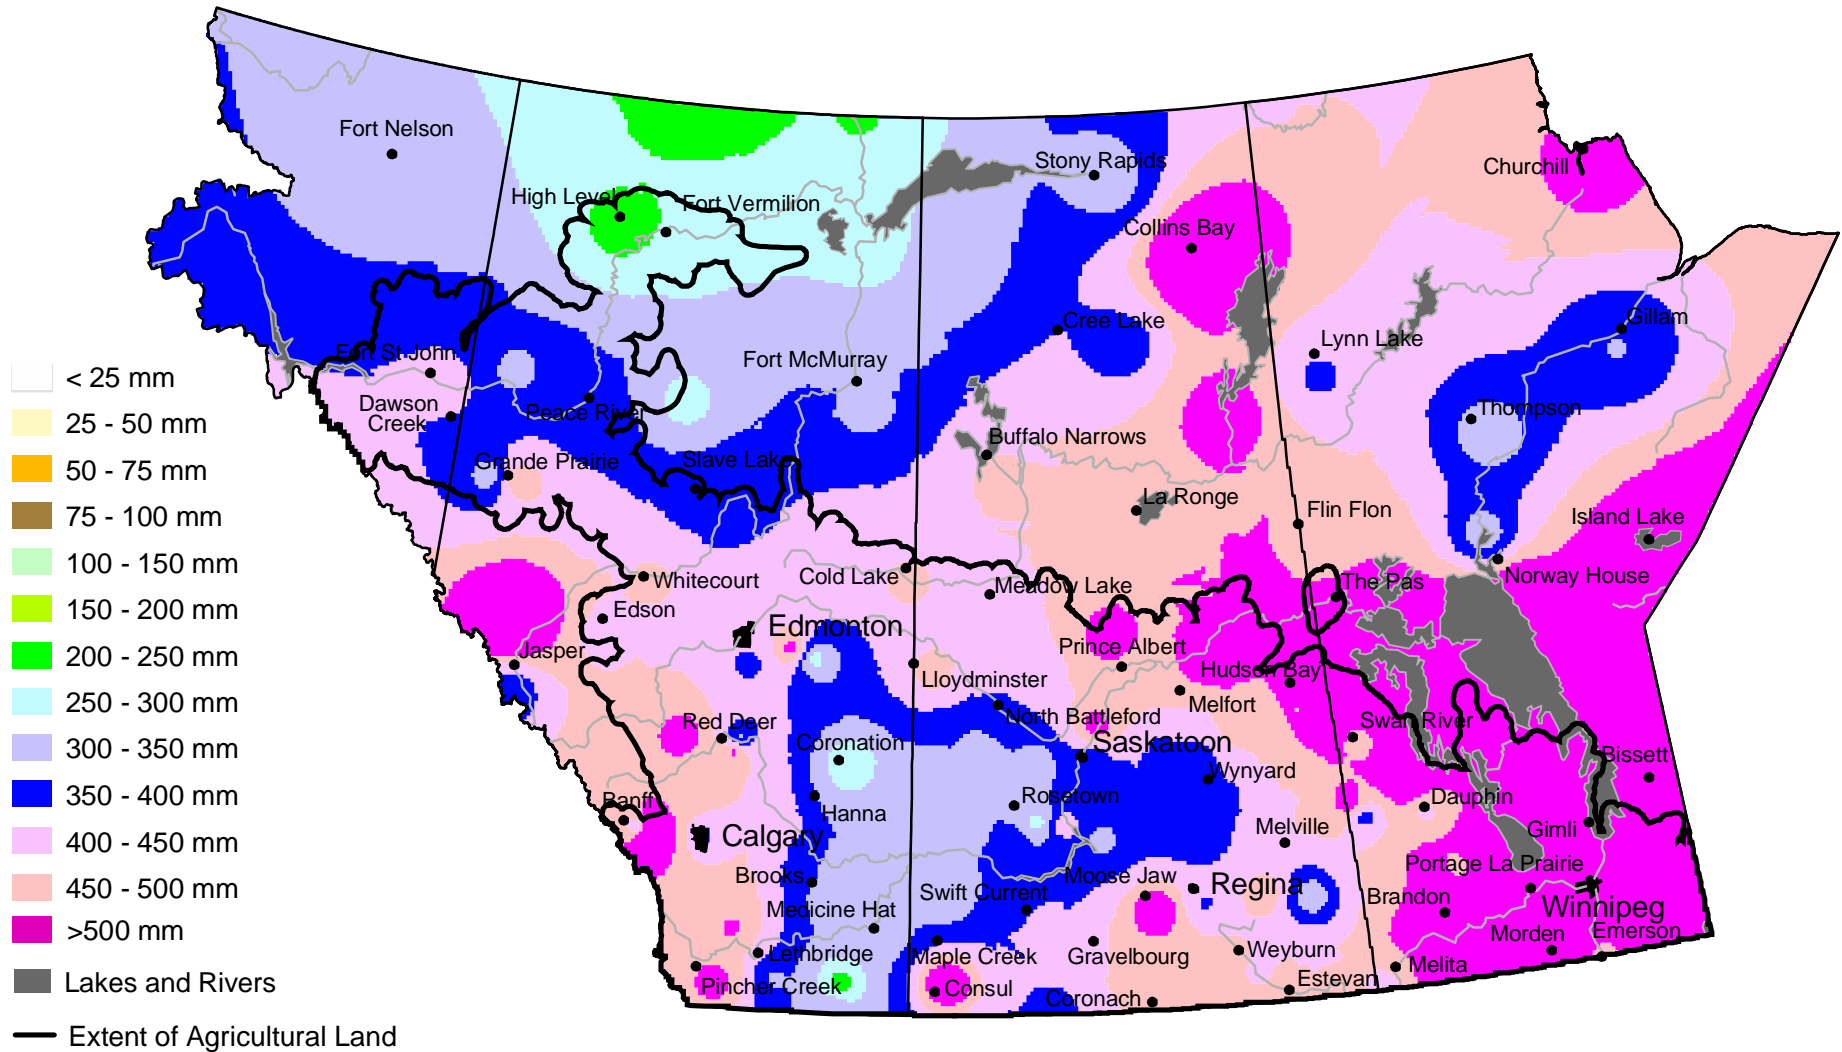 Fort Nelson
Stony Rapids
Churchill
High Level
Fort Vermilion
Collins Bay
Gillam
Cree Lake
Lynn Lake
Fort St John
Fort McMurray
< 25 mm
25 - 50 mm
50 - 75 mm
75 - 100 mm
100 - 150 mm
150 - 200 mm
200 - 250 mm
250 - 300 mm
300 - 350 mm
350 - 400 mm
400 - 450 mm
450 - 500 mm
>500 mm
Lakes and Rivers
Extent of Agricultural Land
Dawson
Creek
Peace River
Thompson
Buffalo Narrows
Grande Prairie
Slave Lake
La Ronge
Flin Flon
Island Lake
Whitecourt
Cold Lake
Meadow Lake
The Pas
Norway House
Edson
Edmonton
Jasper
Prince Albert
Hudson Bay
Lloydminster
Melfort
Red Deer
North Battleford
Swan River
Coronation
Saskatoon
Bissett
Wynyard
Banff
Hanna
Rosetown
Dauphin
Calgary
Melville
Gimli
Portage La Prairie
Brooks
Swift Current
Moose Jaw
Regina
Brandon
Medicine Hat
Winnipeg
Morden
Emerson
Lethbridge
Maple Creek
Gravelbourg
Weyburn
Melita
Pincher Creek
Consul
Coronach
Estevan